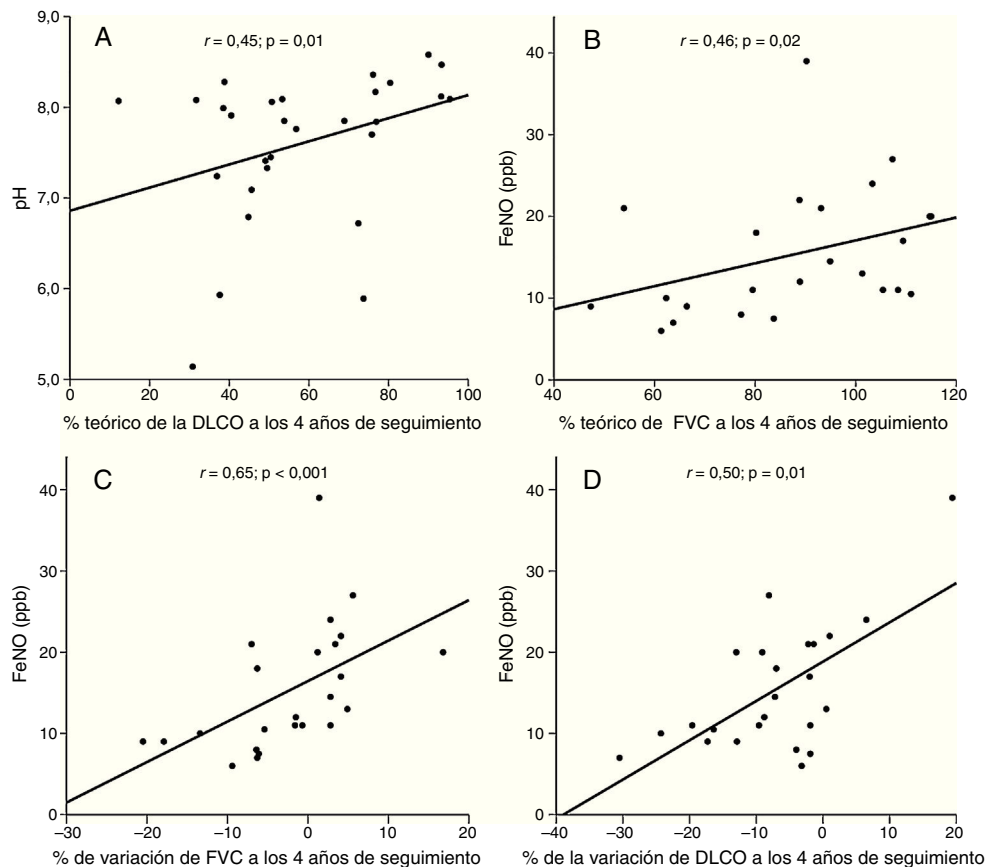 A
r = 0,45; p = 0,01
pH
9,0
8,0
7,0
6,0
5,0
0 20 40 60 80 100
% teórico de la DLCO a los 4 años de seguimiento
B
r = 0,46; p = 0,02
FeNO (ppb)
40
30
20
10
0
40 60 80 100 120
% teórico de FVC a los 4 años de seguimiento
C
r = 0,65; p < 0,001
FeNO (ppb)
40
30
20
10
0
–30 –20 –10 0 10 20
% de variación de FVC a los 4 años de seguimiento
D
r = 0,50; p = 0,01
FeNO (ppb)
40
30
20
10
0
–40 –30 –20 –10 0 10 20
% de la variación de DLCO a los 4 años de seguimiento